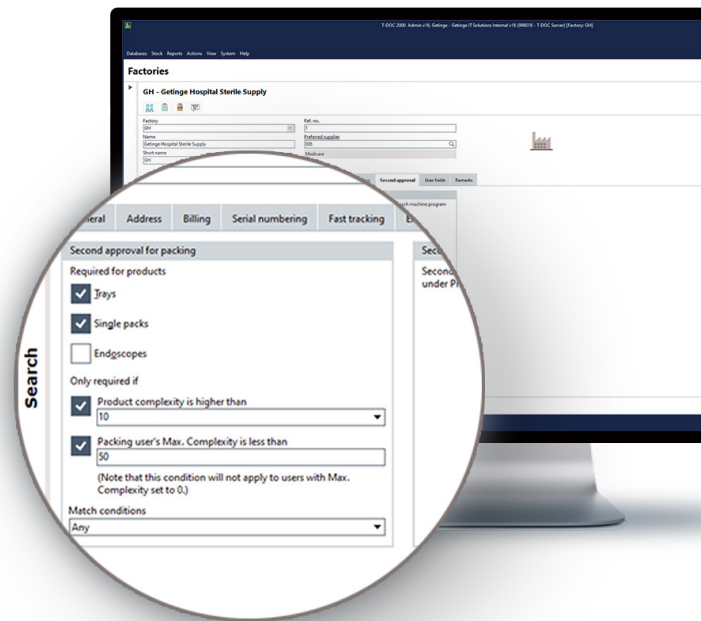 T-DOC 2000 Admin v16, Getinge - Getinge IT Solutions Internal v16 (998018 - T-DOC Server) [Factory: GH]
Databases Stock Reports Actions View System Help
Factories
GH - Getinge Hospital Sterile Supply
Factory
GH
Ref. no.
1
Name
Getinge Hospital Sterile Supply
Preferred supplier
005
Short name
GH
Medicare
Second approval User fields Remarks
each machine program
Address Billing Serial numbering Fast tracking
Second approval for packing
Required for products
Trays
Single packs
Endoscopes
Only required if
Product complexity is higher than
10
Packing user's Max. Complexity is less than
50
(Note that this condition will not apply to users with Max.
Complexity set to 0.)
Match conditions
Any
Second
under
Search